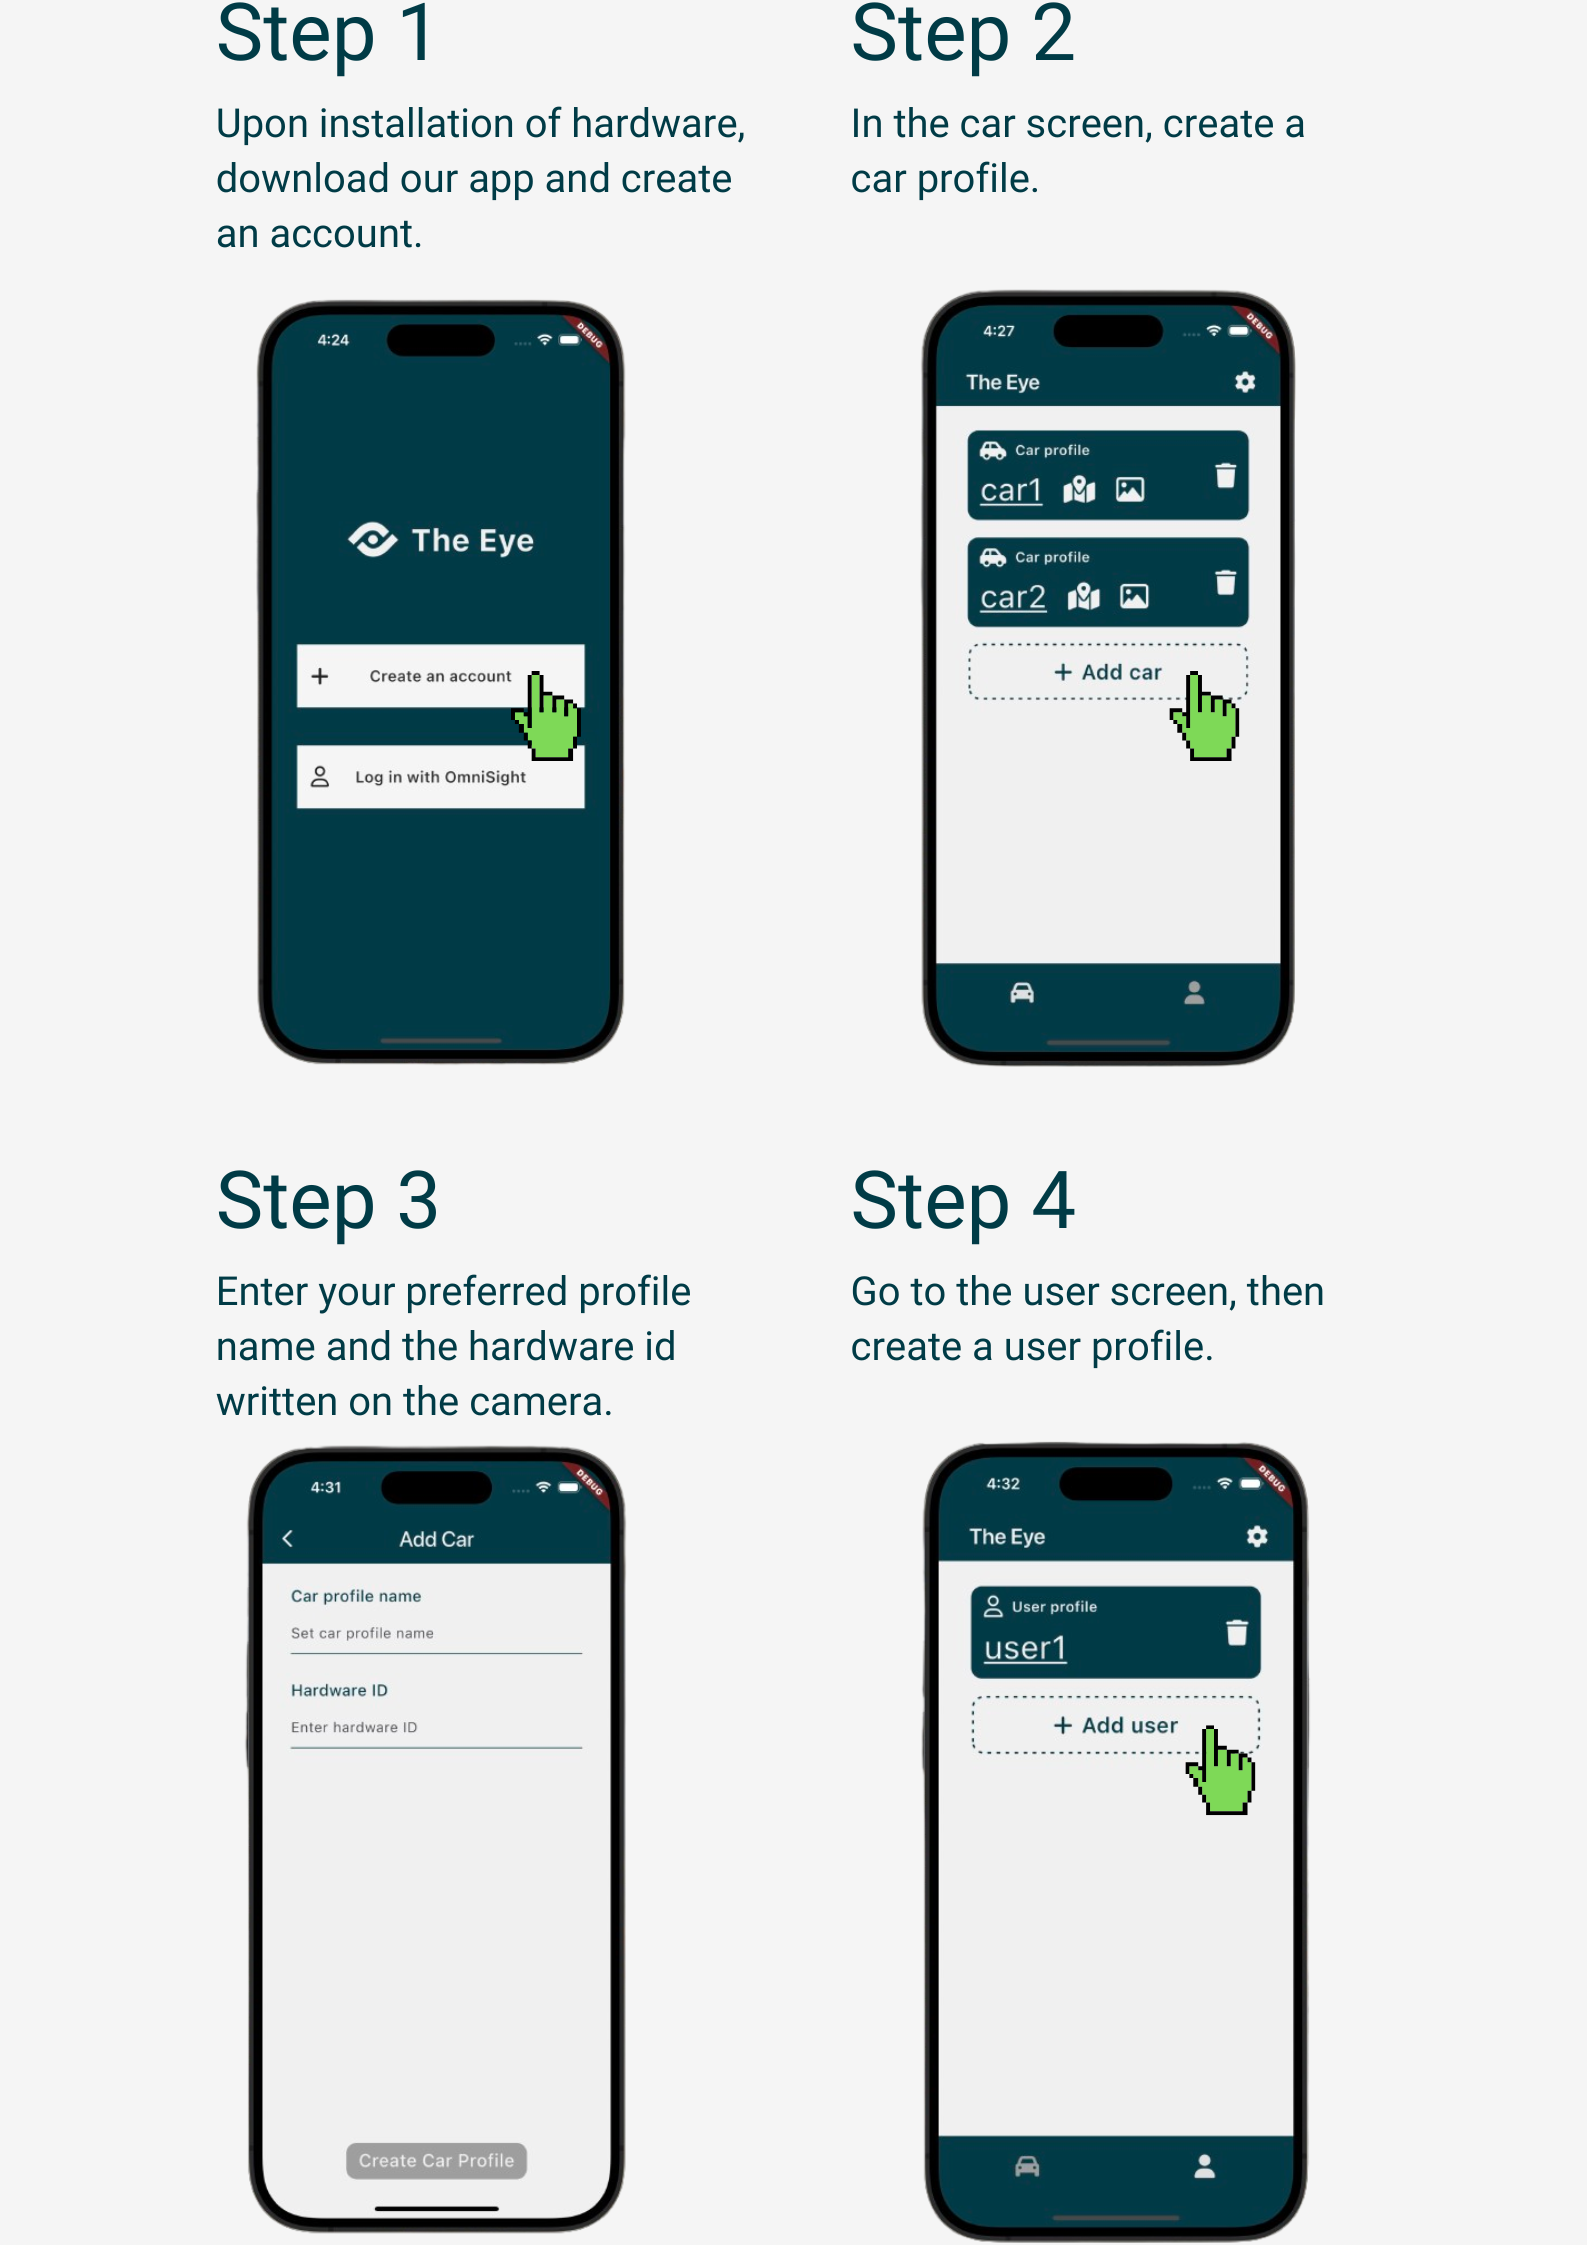 Step 1
Upon installation of hardware,
download our app and create
an account.
4:24
DEBUG
The Eye
Create an account
Log in with OmniSight
Step 2
In the car screen, create a
car profile.
4:27
DEBUG
The Eye
Car profile
car1
Car profile
car2
+ Add car
Step 3
Enter your preferred profile
name and the hardware id
written on the camera.
4:31
DEBUG
Add Car
Car profile name
Set car profile name
Hardware ID
Enter hardware ID
Create Car Profile
Step 4
Go to the user screen, then
create a user profile.
4:32
DEBUG
The Eye
User profile
user1
+ Add user